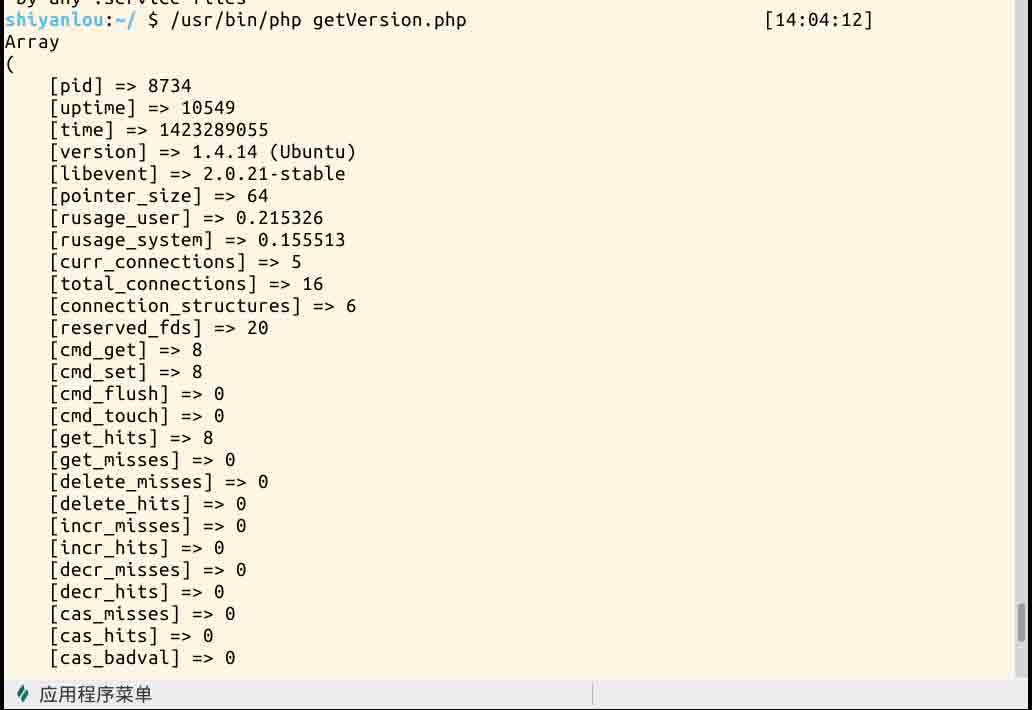 by any .service files
shiyanlou:~/ $ /usr/bin/php getVersion.php [14:04:12]
Array
(
    [pid] => 8734
    [uptime] => 10549
    [time] => 1423289055
    [version] => 1.4.14 (Ubuntu)
    [libevent] => 2.0.21-stable
    [pointer_size] => 64
    [rusage_user] => 0.215326
    [rusage_system] => 0.155513
    [curr_connections] => 5
    [total_connections] => 16
    [connection_structures] => 6
    [reserved_fds] => 20
    [cmd_get] => 8
    [cmd_set] => 8
    [cmd_flush] => 0
    [cmd_touch] => 0
    [get_hits] => 8
    [get_misses] => 0
    [delete_misses] => 0
    [delete_hits] => 0
    [incr_misses] => 0
    [incr_hits] => 0
    [decr_misses] => 0
    [decr_hits] => 0
    [cas_misses] => 0
    [cas_hits] => 0
    [cas_badval] => 0
应用程序菜单